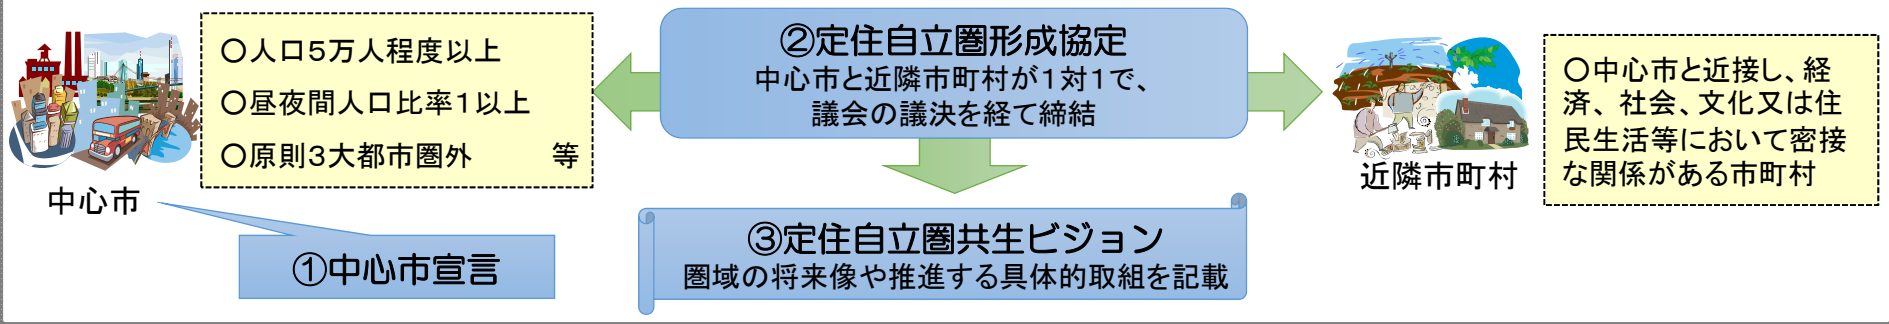 ○人口5万人程度以上
○昼夜間人口比率1以上
○原則3大都市圏外 等
中心市
①中心市宣言
②定住自立圏形成協定
中心市と近隣市町村が1対1で、
議会の議決を経て締結
③定住自立圏共生ビジョン
圏域の将来像や推進する具体的取組を記載
近隣市町村
○中心市と近接し、経
済、社会、文化又は住
民生活等において密接
な関係がある市町村